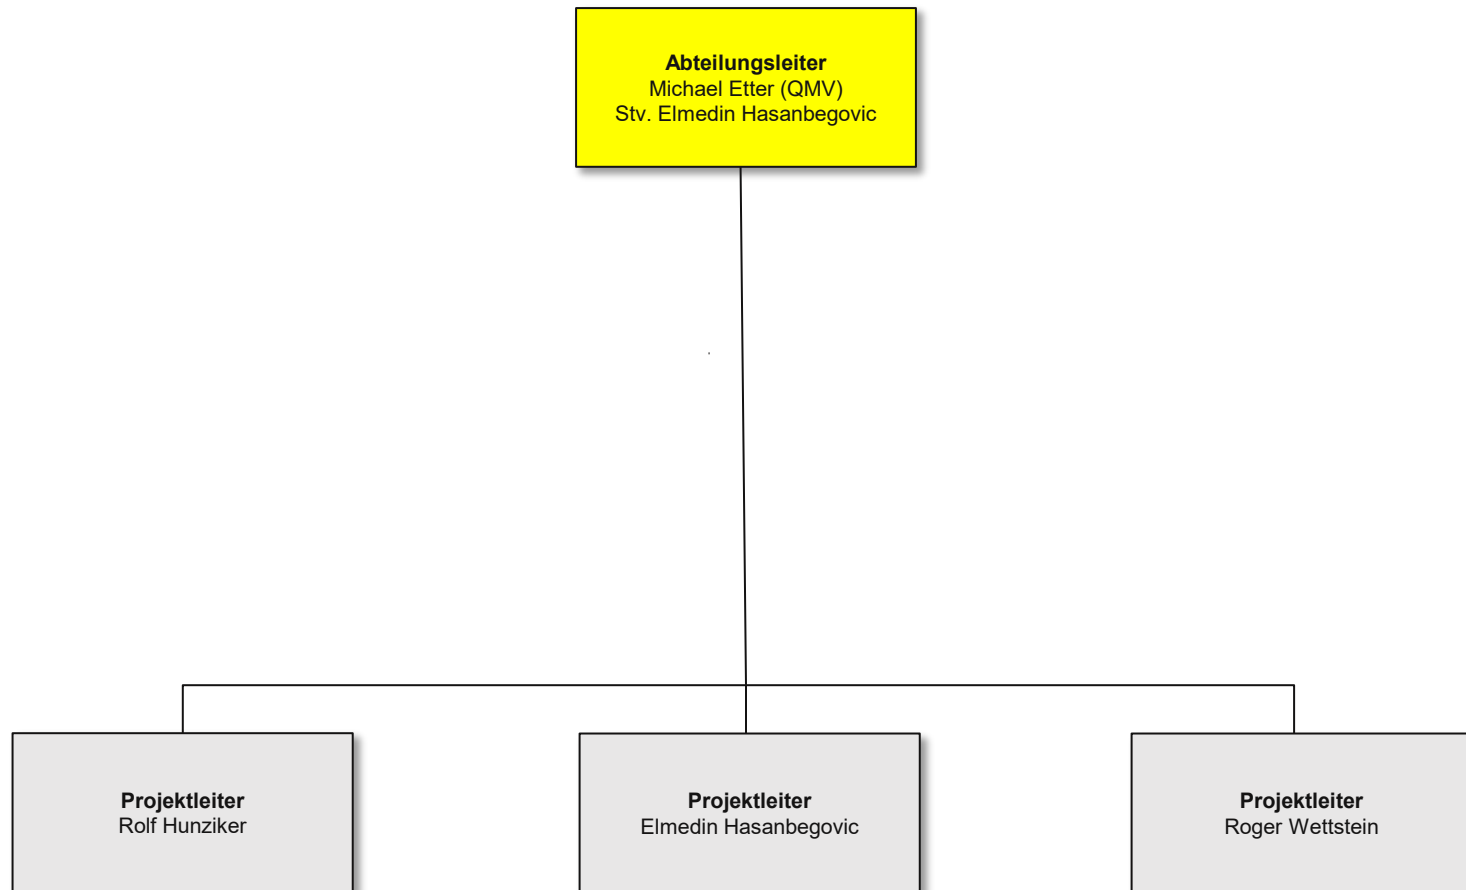 Abteilungsleiter
Michael Etter (QMV)
Stv. Elmedin Hasanbegovic
Projektleiter
Rolf Hunziker
Projektleiter
Elmedin Hasanbegovic
Projektleiter
Roger Wettstein